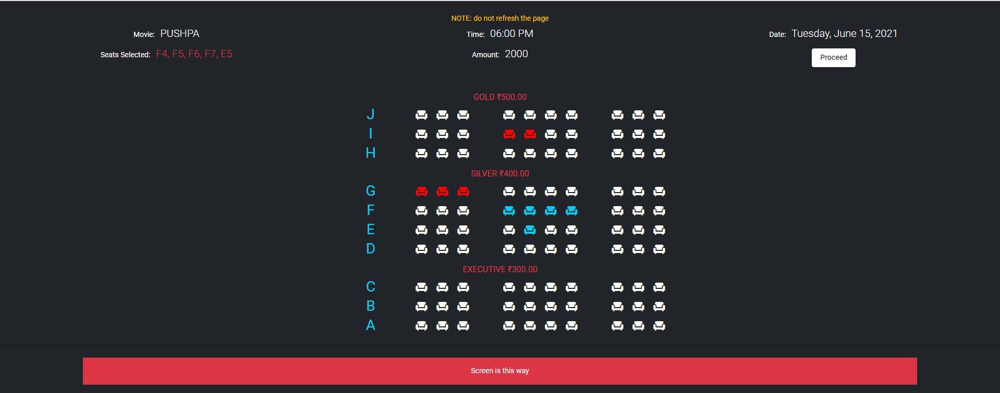 NOTE: do not refresh the page
Movie: PUSHPA
Time: 06:00 PM
Date: Tuesday, June 15, 2021
Seats Selected: F4, F5, F6, F7, E5
Amount: 2000
Proceed
GOLD ₹500.00
J
I
H
SILVER ₹400.00
G
F
E
D
EXECUTIVE ₹300.00
C
B
A
Screen is this way